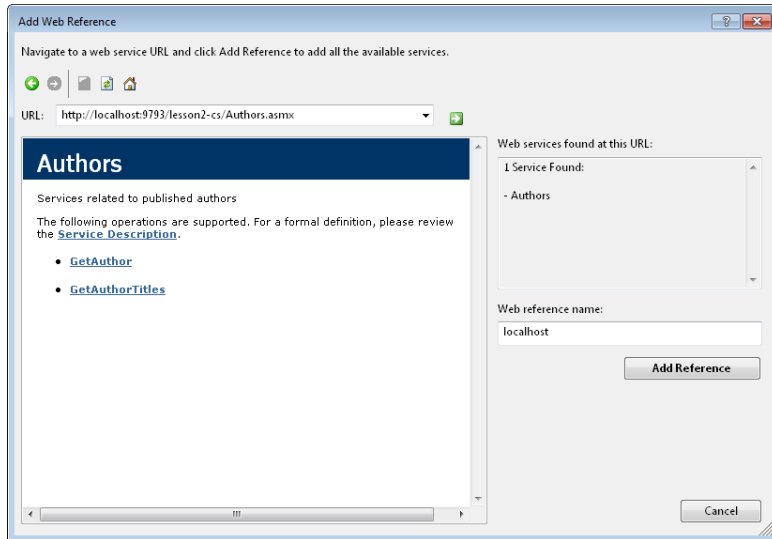 Add Web Reference
Navigate to a web service URL and click Add Reference to add all the available services.
URL: http://localhost:9793/lesson2-cs/Authors.asmx
Authors
Services related to published authors
The following operations are supported. For a formal definition, please review
the Service Description.
• GetAuthor
• GetAuthorTitles
Web services found at this URL:
1 Service Found:
- Authors
Web reference name:
localhost
Add Reference
Cancel